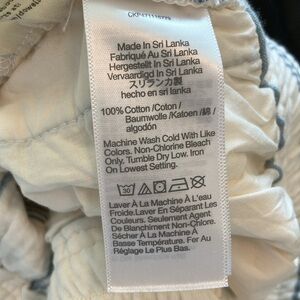 Made In Sri Lanka
Fabriqué Au Sri Lanka
Hergestellt In Sri Lanka
Vervaardigd In Sri Lanka
スリランカ製
hecho en sri lanka
100% Cotton /Coton /
Baumwolle /Katoen /綿 /
algodón
Machine Wash Cold With Like
Colors. Non-Chlorine Bleach
Only. Tumble Dry Low. Iron
On Lowest Setting.
30
Laver À La Machine À L'eau
Froide.Laver En Séparant Les
Couleurs. Seulement Agent
De Blanchiment Non-Chlore.
Sécher À La Machine À
Basse Température. Fer Au
Réglage Le Plus Bas.